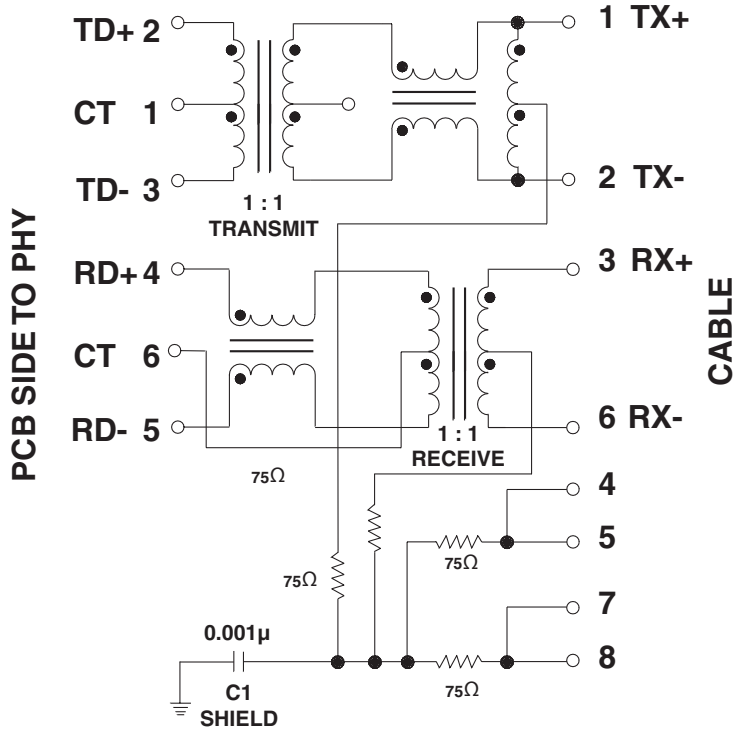 TD+ 2
1 TX+
CT 1
TD- 3
2 TX-
1 : 1
TRANSMIT
PCB SIDE TO PHY
RD+ 4
3 RX+
CT 6
CABLE
RD- 5
6 RX-
1 : 1
RECEIVE
75Ω
4
5
75Ω
75Ω
7
0.001µ
8
C1
75Ω
SHIELD